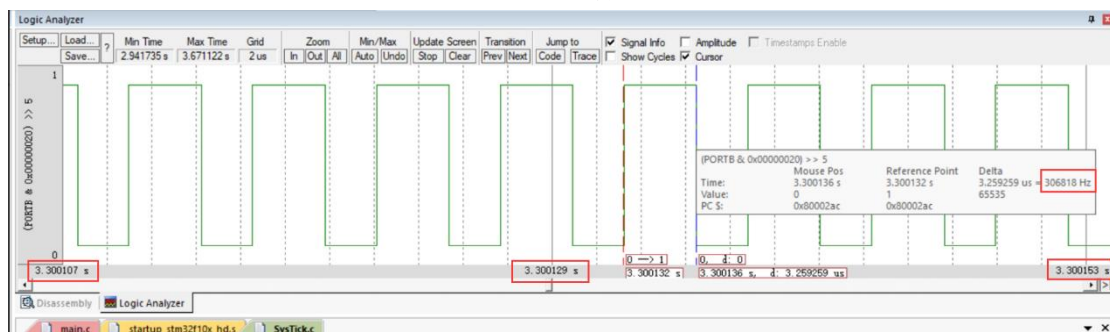 Logic Analyzer
Setup... Load... ? Min Time Max Time Grid Zoom Min/Max Update Screen Transition Jump to Signal Info Amplitude Timestamps Enable
Save... 2.941735 s 3.671122 s 2 us In Out All Auto Undo Stop Clear Prev Next Code Trace Show Cycles Cursor
1
(PORTB & 0x00000020) >> 5
0
(PORTB & 0x00000020) >> 5
Mouse Pos Reference Point Delta
Time: 3.300136 s 3.300132 s 3.259259 us = 306818 Hz
Value: 0 1 65535
PC $: 0x80002ac 0x80002ac
0 —> 1 0, d: 0
3.300107 s 3.300129 s 3.300132 s 3.300136 s, d: 3.259259 us 3.300153 s
Disassembly Logic Analyzer
main.c startup_stm32f10x_hd.s SysTick.c